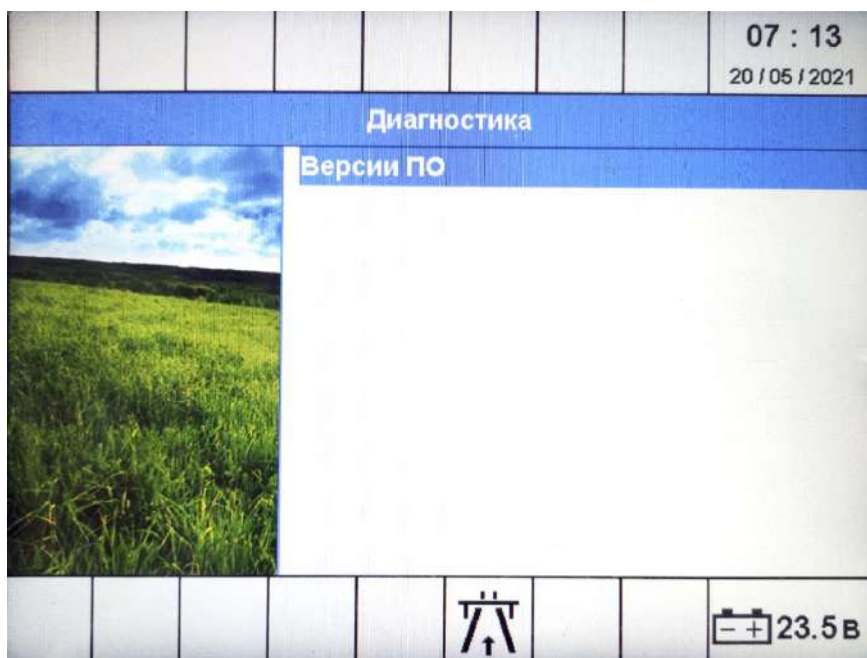 07 : 13
20 / 05 / 2021
Диагностика
Версии ПО
- + 23.5 В